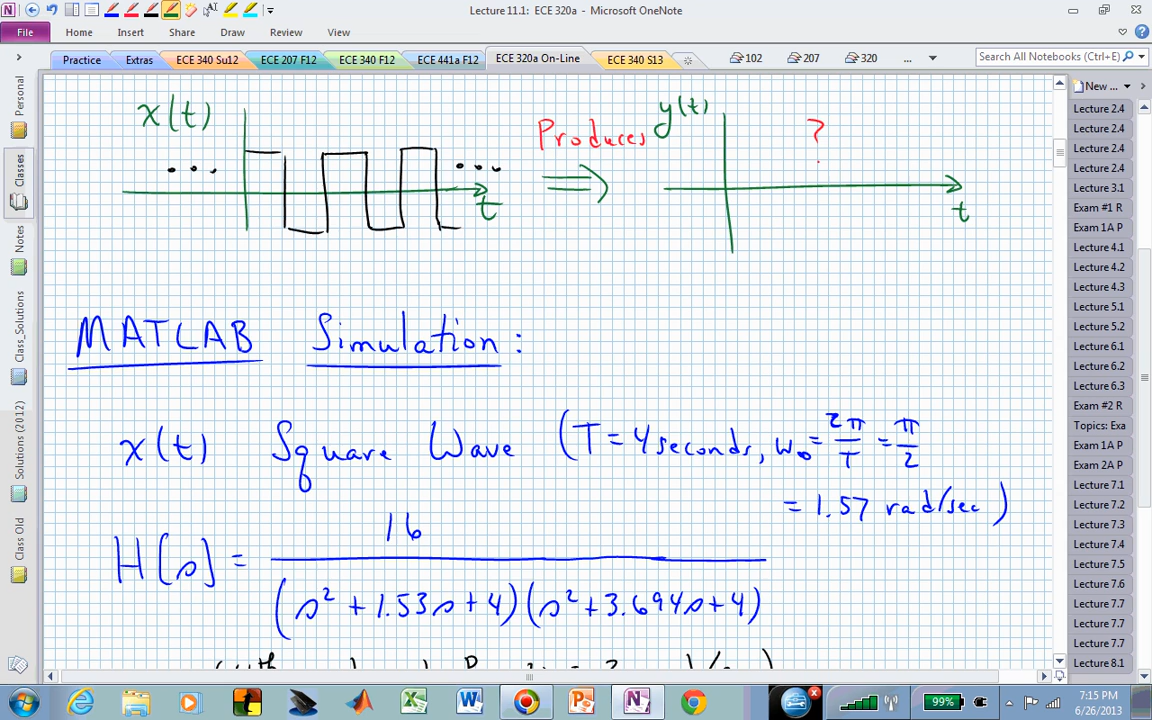 Lecture 11.1: ECE 320a - Microsoft OneNote
File Home Insert Share Draw Review View
Practice Extras ECE 340 Su12 ECE 207 F12 ECE 340 F12 ECE 441a F12 ECE 320a On-Line ECE 340 S13 102 207 320 ... Search All Notebooks (Ctrl+E)
Personal
Classes
Notes
Class_Solutions
Solutions (2012)
Class Old
x(t) ... ... t
Produces
y(t) ? t
MATLAB Simulation:
x(t) Square Wave (T=4seconds, ω₀ = 2π/T = π/2
= 1.57 rad/sec)
H(s) = 16
(s² + 1.53s + 4)(s² + 3.694s + 4)
New ...
Lecture 2.4
Lecture 2.4
Lecture 2.4
Lecture 2.4
Lecture 3.1
Exam #1 R
Exam 1A P
Lecture 4.1
Lecture 4.2
Lecture 4.3
Lecture 5.1
Lecture 5.2
Lecture 6.1
Lecture 6.2
Lecture 6.3
Exam #2 R
Topics: Exa
Exam 1A P
Exam 2A P
Lecture 7.1
Lecture 7.2
Lecture 7.3
Lecture 7.4
Lecture 7.5
Lecture 7.6
Lecture 7.7
Lecture 7.7
Lecture 7.7
Lecture 8.1
99%
7:15 PM
6/26/2013